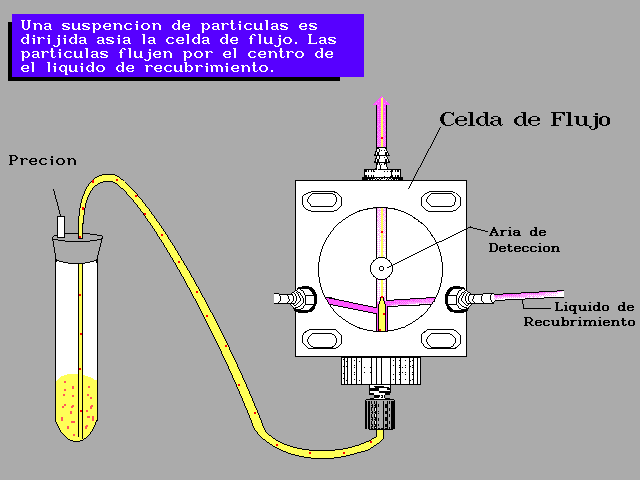 Una suspencion de particulas es
dirijida asia la celda de flujo. Las
particulas flujen por el centro de
el liquido de recubrimiento.
Celda de Flujo
Precion
Aria de
Deteccion
Liquido de
Recubrimiento